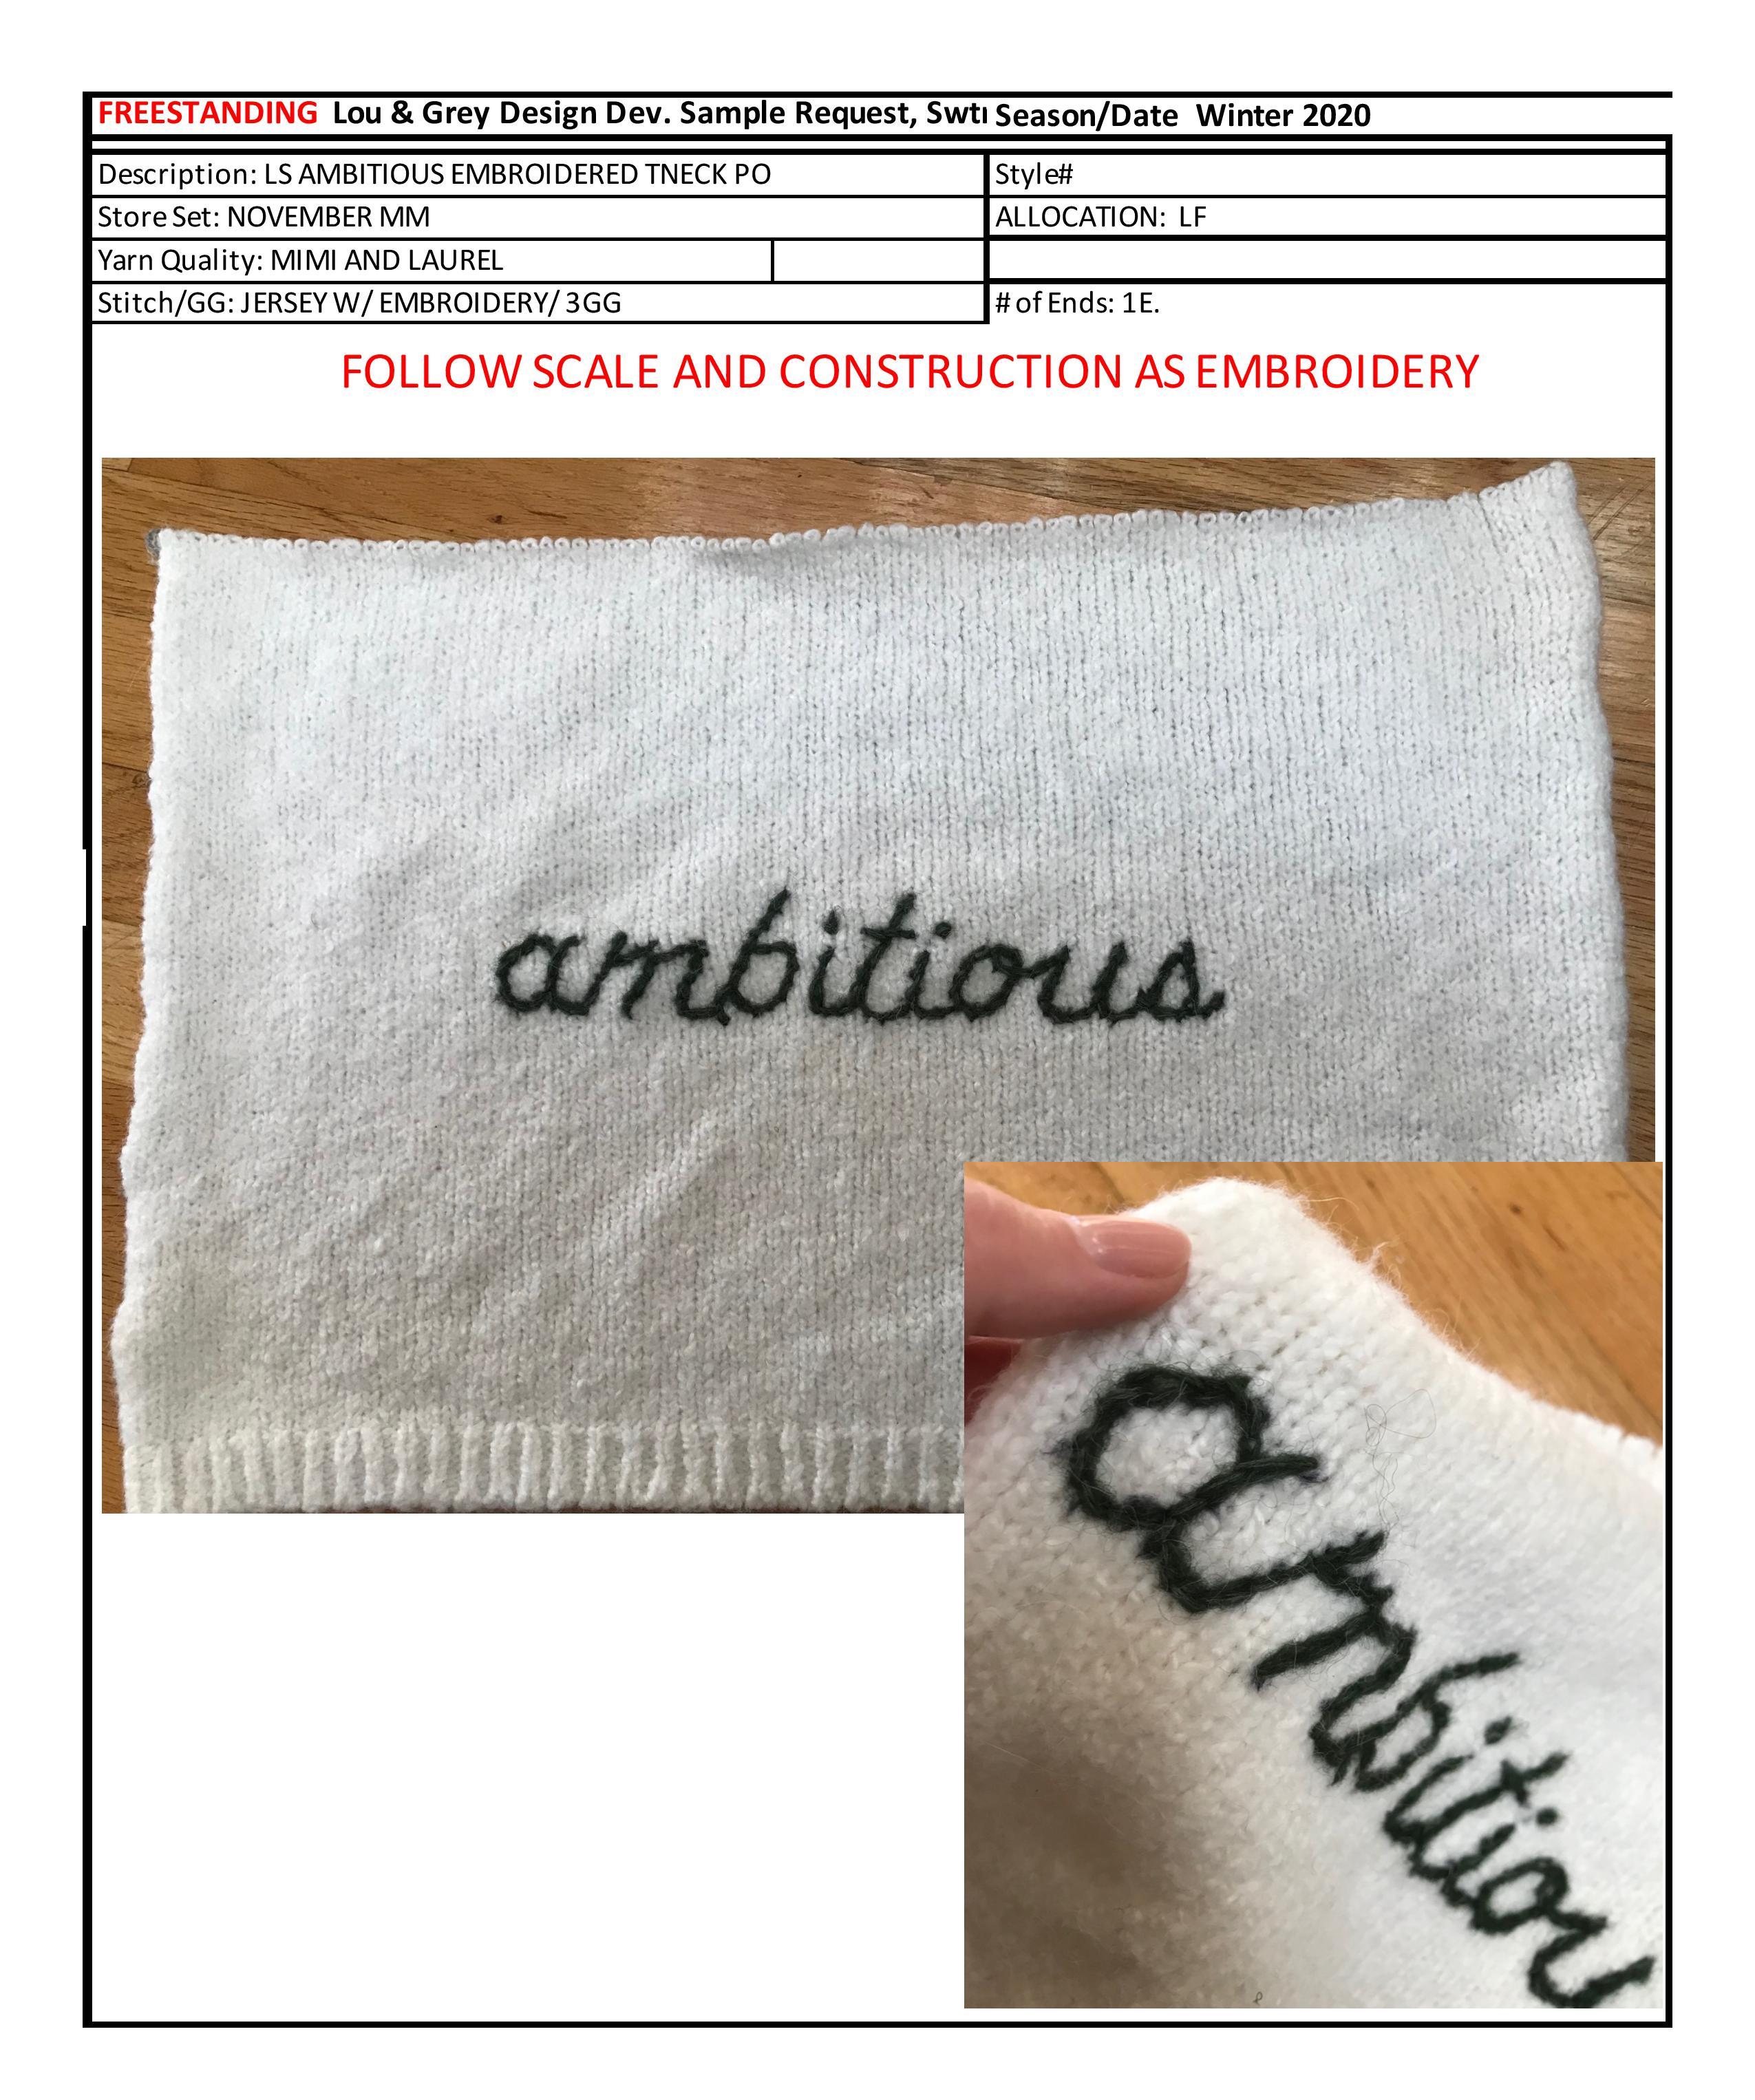 FREESTANDING Lou & Grey Design Dev. Sample Request, Swtr Season/Date Winter 2020
Description: LS AMBITIOUS EMBROIDERED TNECK PO Style#
Store Set: NOVEMBER MM ALLOCATION: LF
Yarn Quality: MIMI AND LAUREL
Stitch/GG: JERSEY W/ EMBROIDERY/ 3GG # of Ends: 1E.
FOLLOW SCALE AND CONSTRUCTION AS EMBROIDERY
ambitious
ambitiou